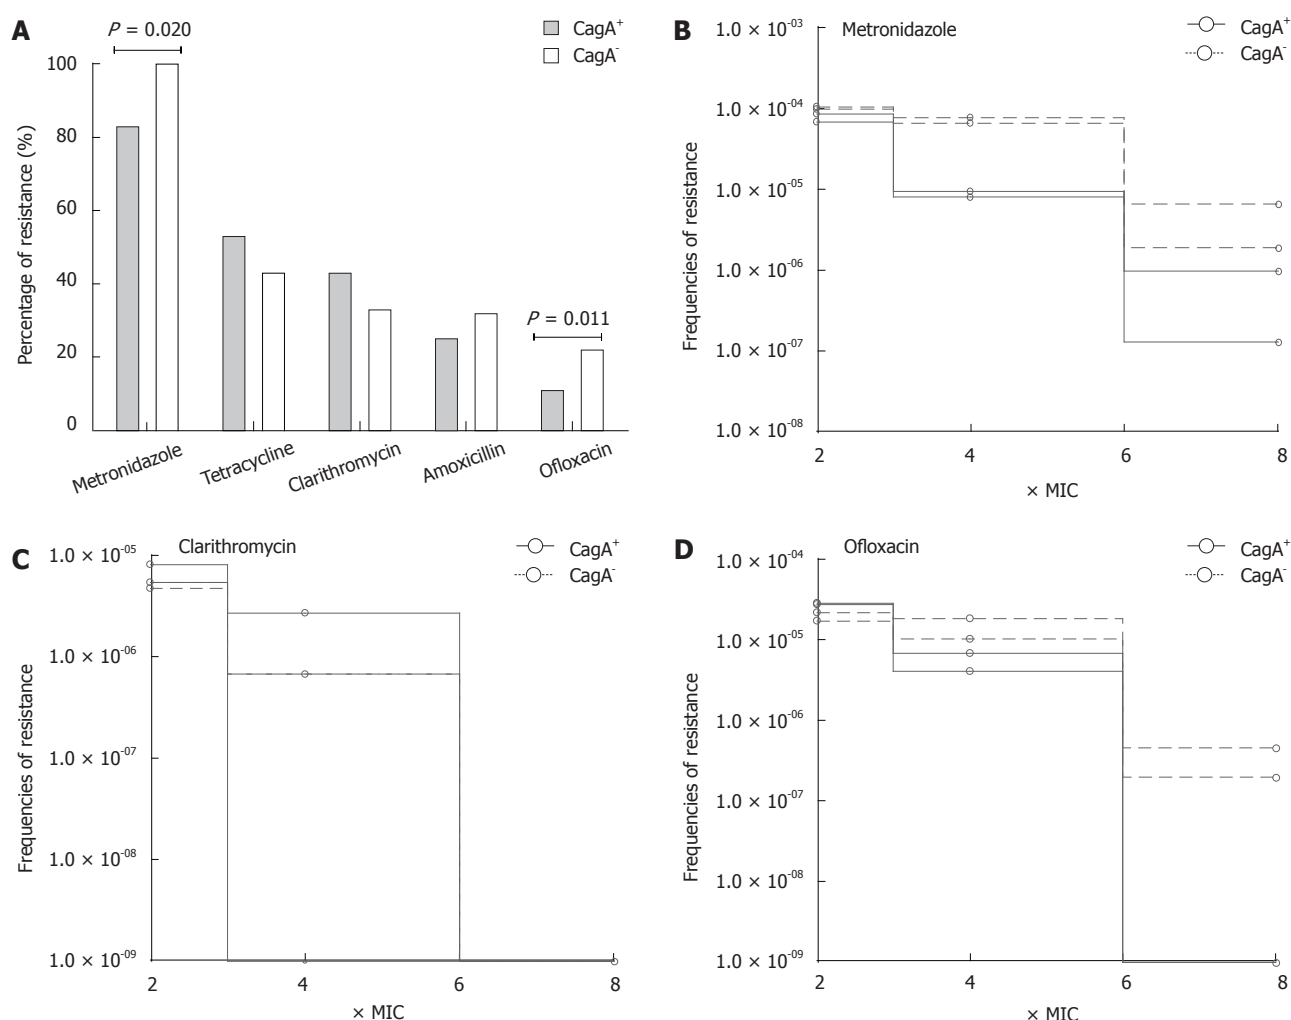 A
P = 0.020
CagA⁺
CagA⁻
Percentage of resistance (%)
100
80
60
40
20
0
P = 0.011
Metronidazole
Tetracycline
Clarithromycin
Amoxicillin
Ofloxacin
B
Metronidazole
CagA⁺
CagA⁻
Frequencies of resistance
1.0 × 10⁻⁰³
1.0 × 10⁻⁰⁴
1.0 × 10⁻⁰⁵
1.0 × 10⁻⁰⁶
1.0 × 10⁻⁰⁷
1.0 × 10⁻⁰⁸
2 4 6 8
× MIC
C
Clarithromycin
CagA⁺
CagA⁻
Frequencies of resistance
1.0 × 10⁻⁰⁵
1.0 × 10⁻⁰⁶
1.0 × 10⁻⁰⁷
1.0 × 10⁻⁰⁸
1.0 × 10⁻⁰⁹
2 4 6 8
× MIC
D
Ofloxacin
CagA⁺
CagA⁻
Frequencies of resistance
1.0 × 10⁻⁰⁴
1.0 × 10⁻⁰⁵
1.0 × 10⁻⁰⁶
1.0 × 10⁻⁰⁷
1.0 × 10⁻⁰⁸
1.0 × 10⁻⁰⁹
2 4 6 8
× MIC